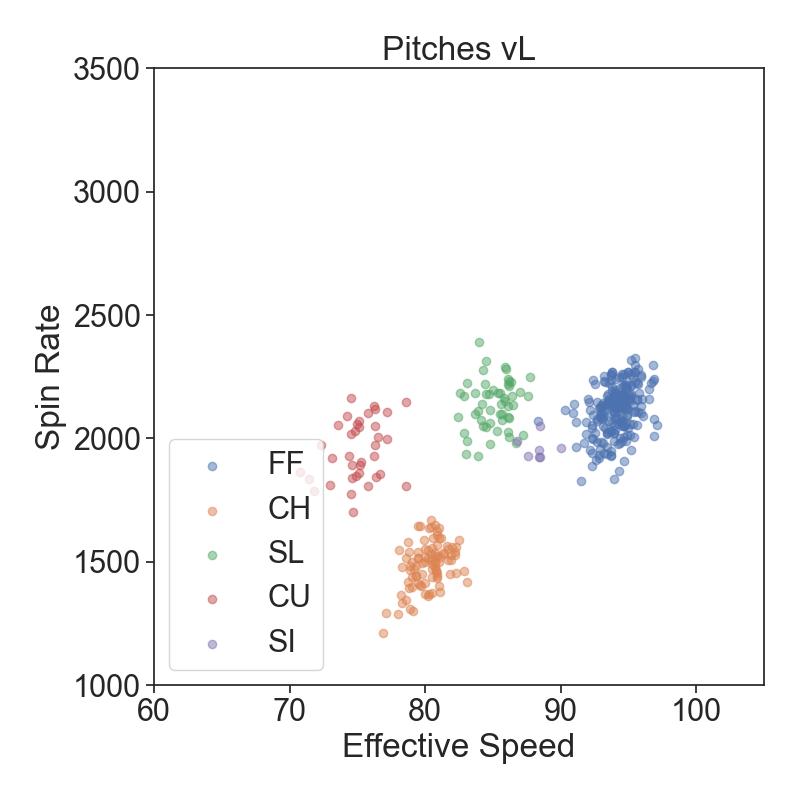 Pitches vL
3500
3000
2500
2000
1500
1000
Spin Rate
FF
CH
SL
CU
SI
60 70 80 90 100
Effective Speed